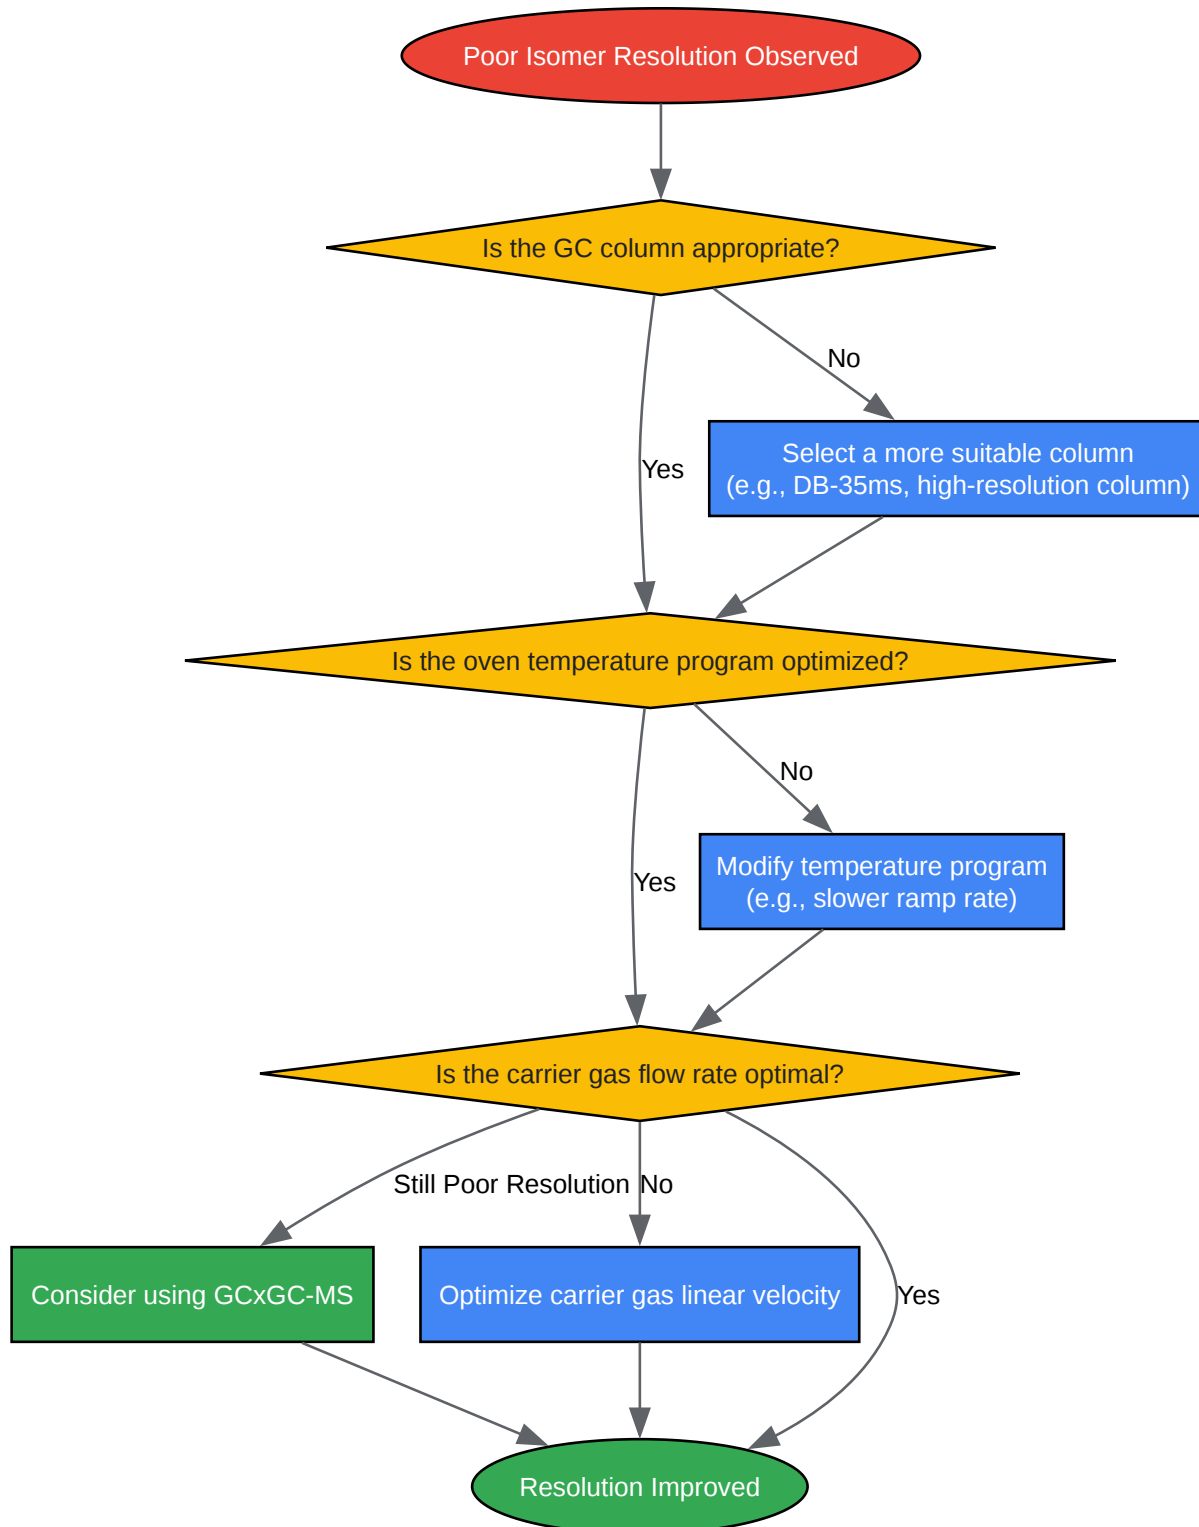 Poor Isomer Resolution Observed
Is the GC column appropriate?
No
Select a more suitable column
(e.g., DB-35ms, high-resolution column)
Yes
Is the oven temperature program optimized?
No
Modify temperature program
(e.g., slower ramp rate)
Yes
Is the carrier gas flow rate optimal?
Still Poor Resolution
No
Consider using GCxGC-MS
Optimize carrier gas linear velocity
Yes
Resolution Improved